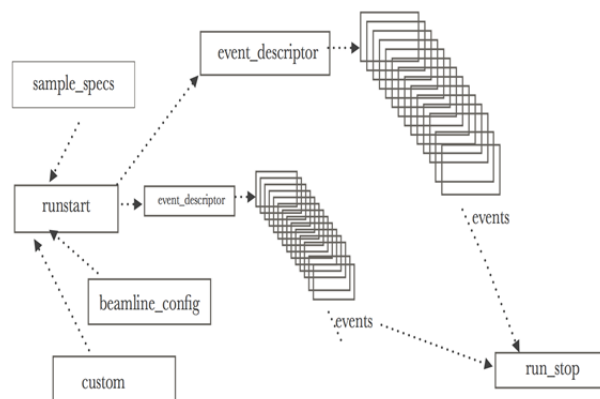 event_descriptor
sample_specs
runstart
event_descriptor
events
beamline_config
events
run_stop
custom